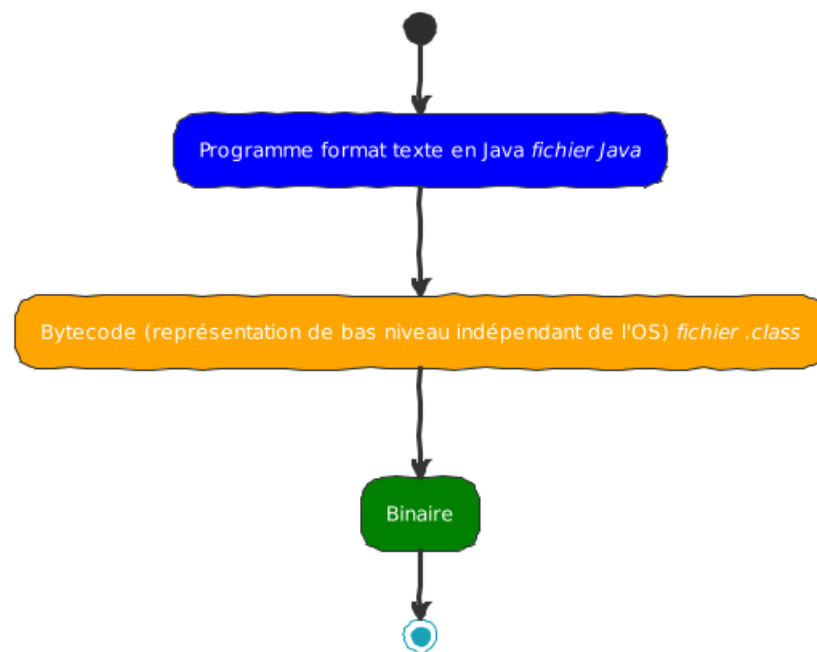 Programme format texte en Java fichier Java
Bytecode (représentation de bas niveau indépendant de l'OS) fichier .class
Binaire